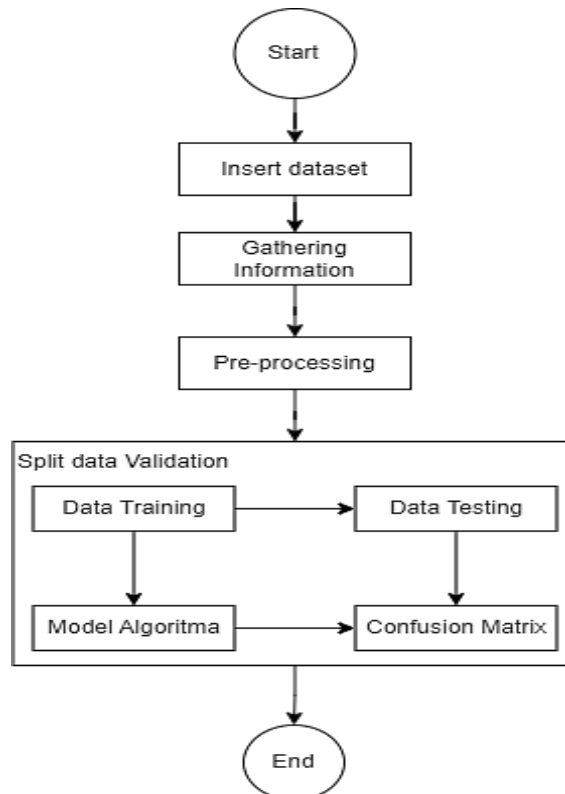 Start
Insert dataset
Gathering
Information
Pre-processing
Split data Validation
Data Training
Data Testing
Model Algoritma
Confusion Matrix
End